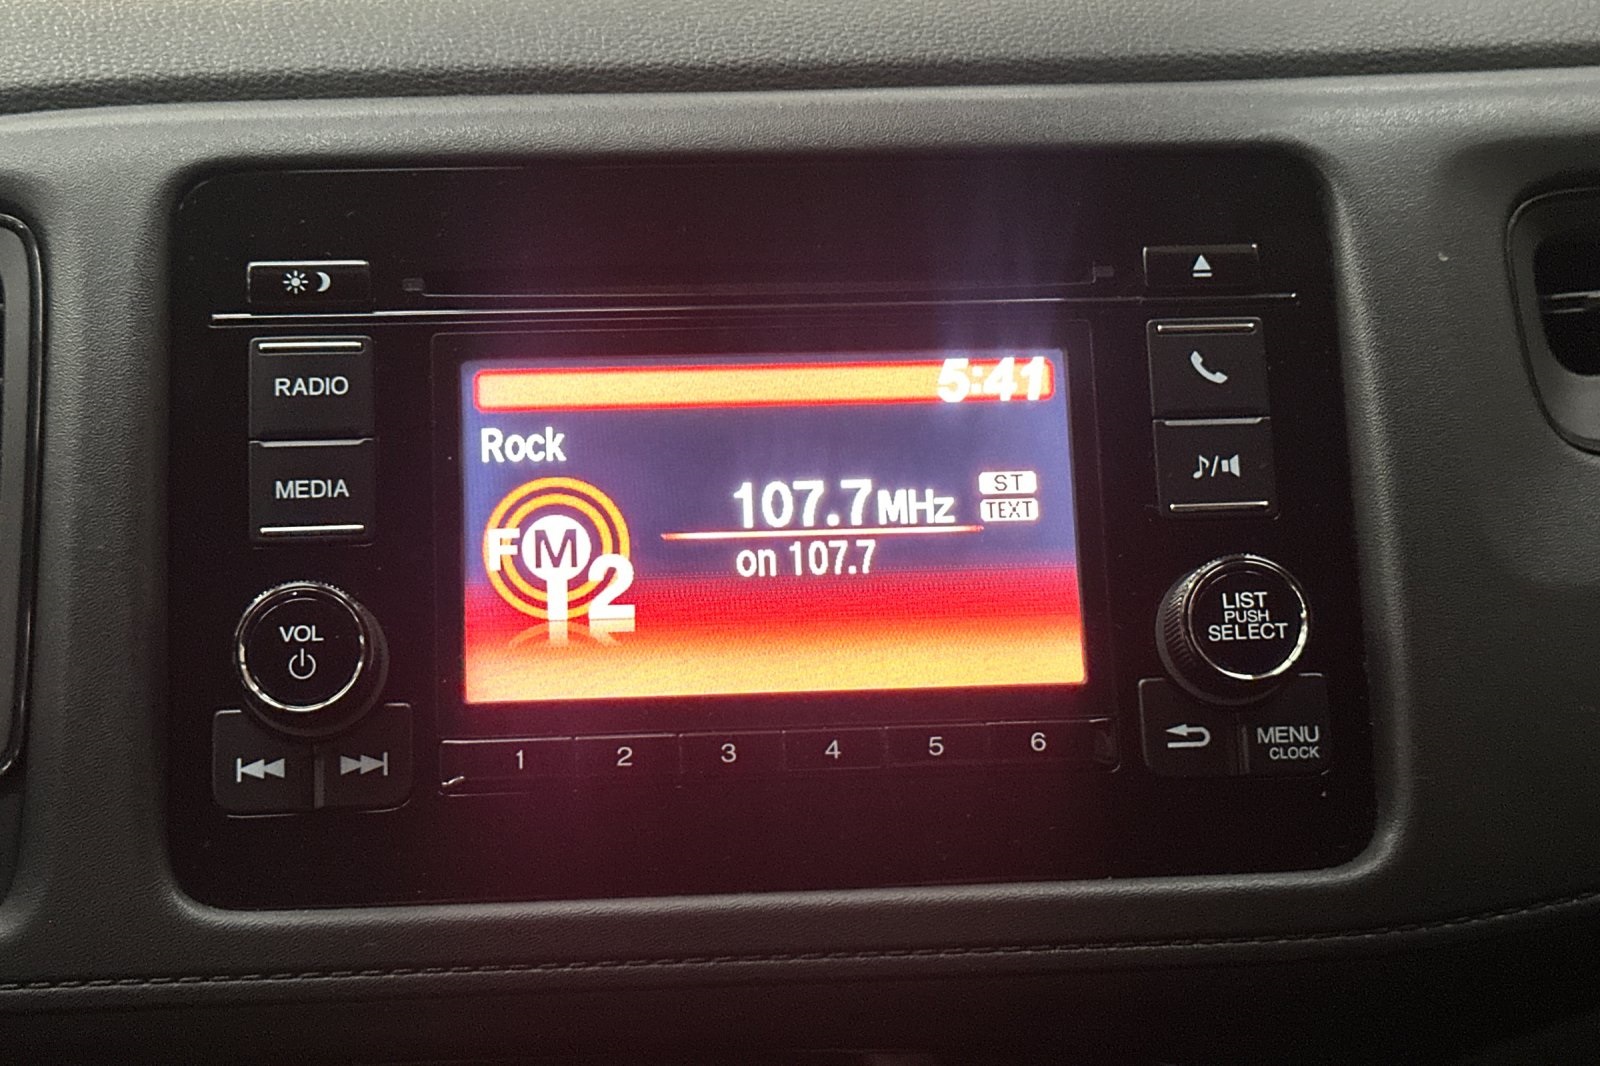 5:41
RADIO
Rock
107.7MHz
ST
TEXT
on 107.7
FM
2
MEDIA
VOL
LIST
PUSH
SELECT
1 2 3 4 5 6
MENU
CLOCK